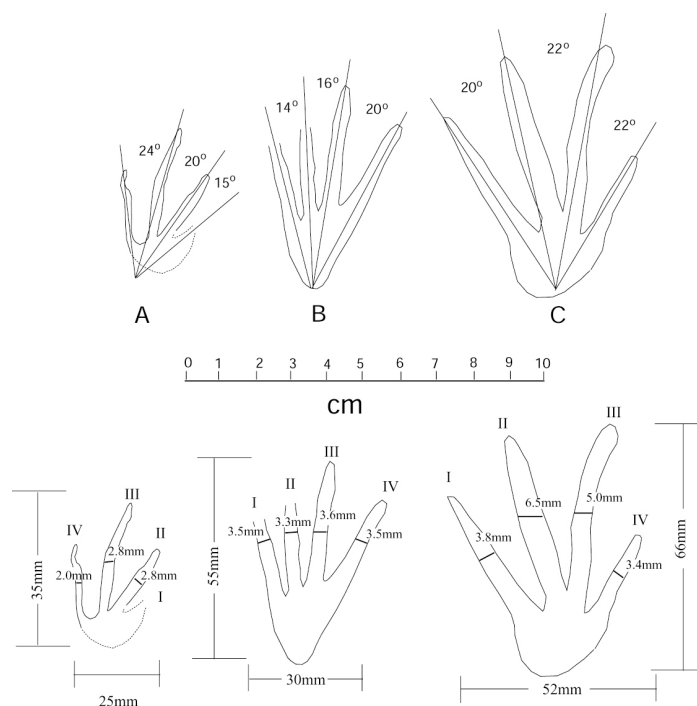 22°
16°
20°
14°
20°
24°
20°
22°
15°
A
B
C
0 1 2 3 4 5 6 7 8 9 10
cm
III
II
III
I
IV
III
II
I
IV
III
IV
II
I
6.5mm
5.0mm
3.5mm
3.3mm
3.6mm
3.5mm
3.8mm
3.4mm
2.8mm
2.0mm
2.8mm
35mm
55mm
66mm
25mm
30mm
52mm